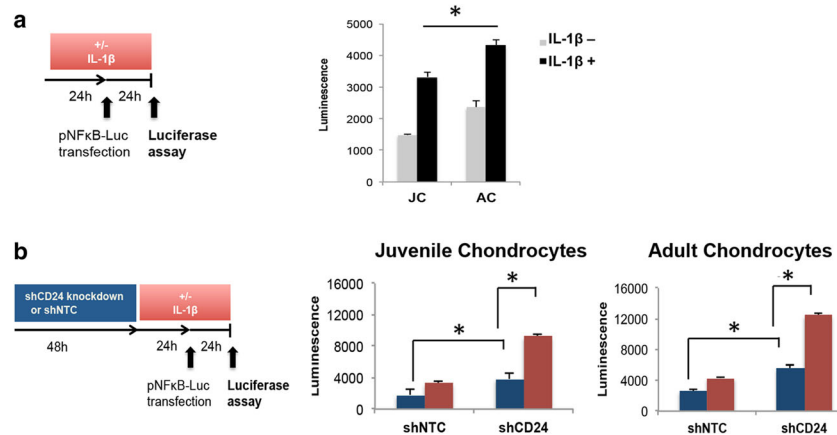 a
+/-
IL-1β
24h 24h
pNFκB-Luc
transfection
Luciferase
assay
Luminescence
5000
4000
3000
2000
1000
0
*
JC AC
IL-1β –
IL-1β +
b
shCD24 knockdown
or shNTC
+/-
IL-1β
48h 24h 24h
pNFκB-Luc
transfection
Luciferase
assay
Juvenile Chondrocytes
Luminescence
16000
12000
8000
4000
0
*
*
shNTC shCD24
Adult Chondrocytes
Luminescence
16000
12000
8000
4000
0
*
*
shNTC shCD24